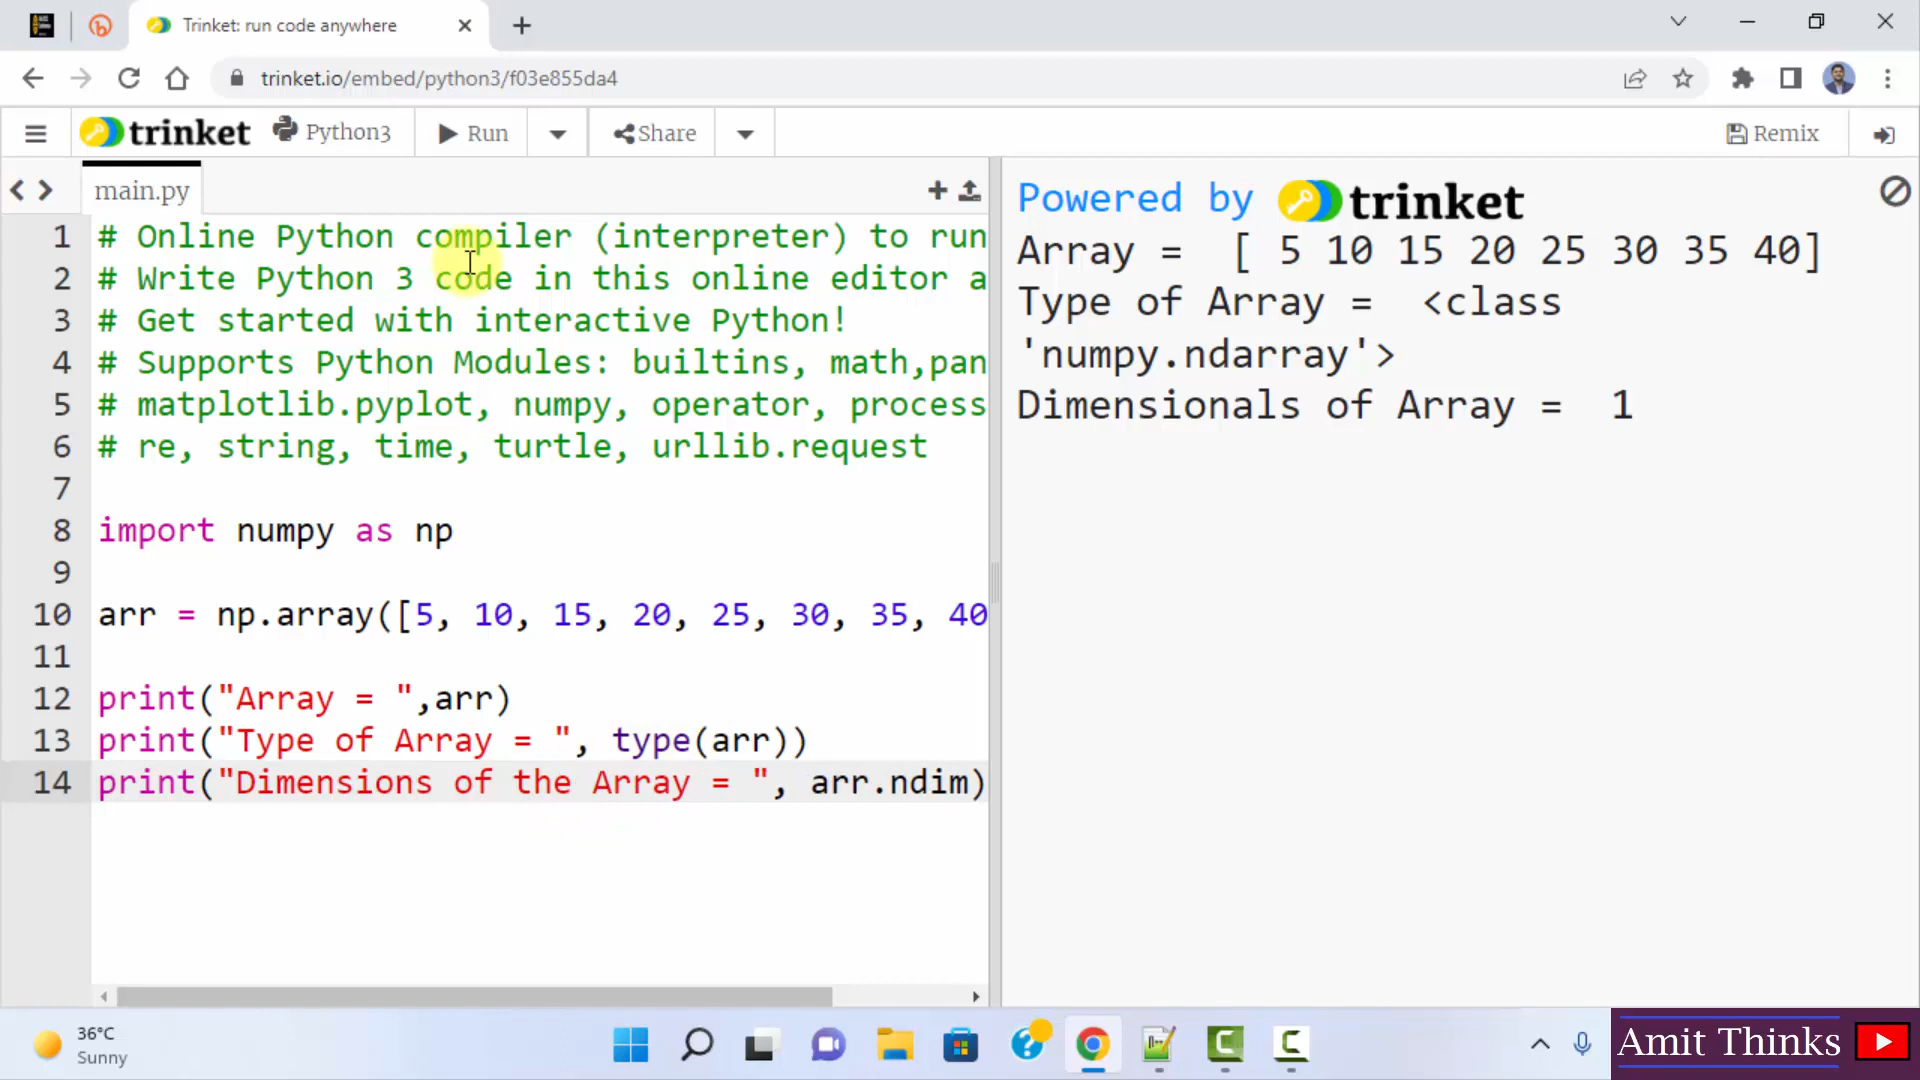 Trinket: run code anywhere
trinket.io/embed/python3/f03e855da4
trinket Python3 Run Share Remix
main.py
1 # Online Python compiler (interpreter) to run
2 # Write Python 3 code in this online editor a
3 # Get started with interactive Python!
4 # Supports Python Modules: builtins, math,pan
5 # matplotlib.pyplot, numpy, operator, process
6 # re, string, time, turtle, urllib.request
7
8 import numpy as np
9
10 arr = np.array([5, 10, 15, 20, 25, 30, 35, 40
11
12 print("Array = ",arr)
13 print("Type of Array = ", type(arr))
14 print("Dimensions of the Array = ", arr.ndim)
Powered by trinket
Array =  [ 5 10 15 20 25 30 35 40]
Type of Array =  <class
'numpy.ndarray'>
Dimensionals of Array =  1
36°C
Sunny
Amit Thinks